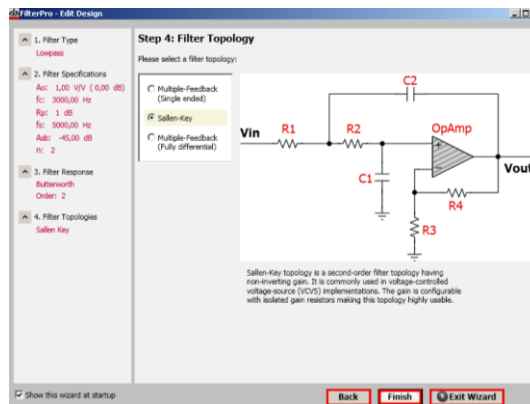 FilterPro - Edit Design
1. Filter Type
Lowpass
2. Filter Specifications
Ao: 1,00 V/V ( 0,00 dB)
fc: 3000,00 Hz
Rp: 1 dB
fs: 5000,00 Hz
Asb: -45,00 dB
n: 2
3. Filter Response
Butterworth
Order: 2
4. Filter Topologies
Sallen Key
Step 4: Filter Topology
Please select a filter topology:
Multiple-Feedback
(Single ended)
Sallen-Key
Multiple-Feedback
(Fully differential)
C2
Vin
R1
R2
OpAmp
Vout
C1
R4
R3
Sallen-Key topology is a second-order filter topology having
non-inverting gain. It is commonly used in voltage-controlled
voltage-source (VCVS) implementations. The gain is configurable
with isolated gain resistors making this topology highly usable.
Show this wizard at startup
Back
Finish
Exit Wizard